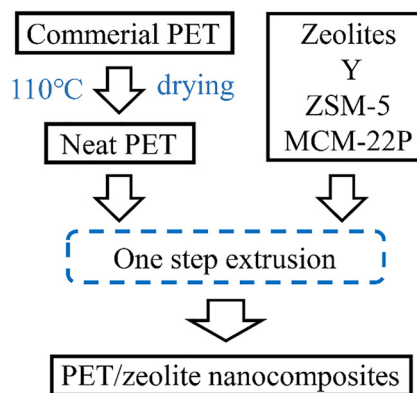 Commerial PET
Zeolites
Y
ZSM-5
MCM-22P
110℃ drying
Neat PET
One step extrusion
PET/zeolite nanocomposites